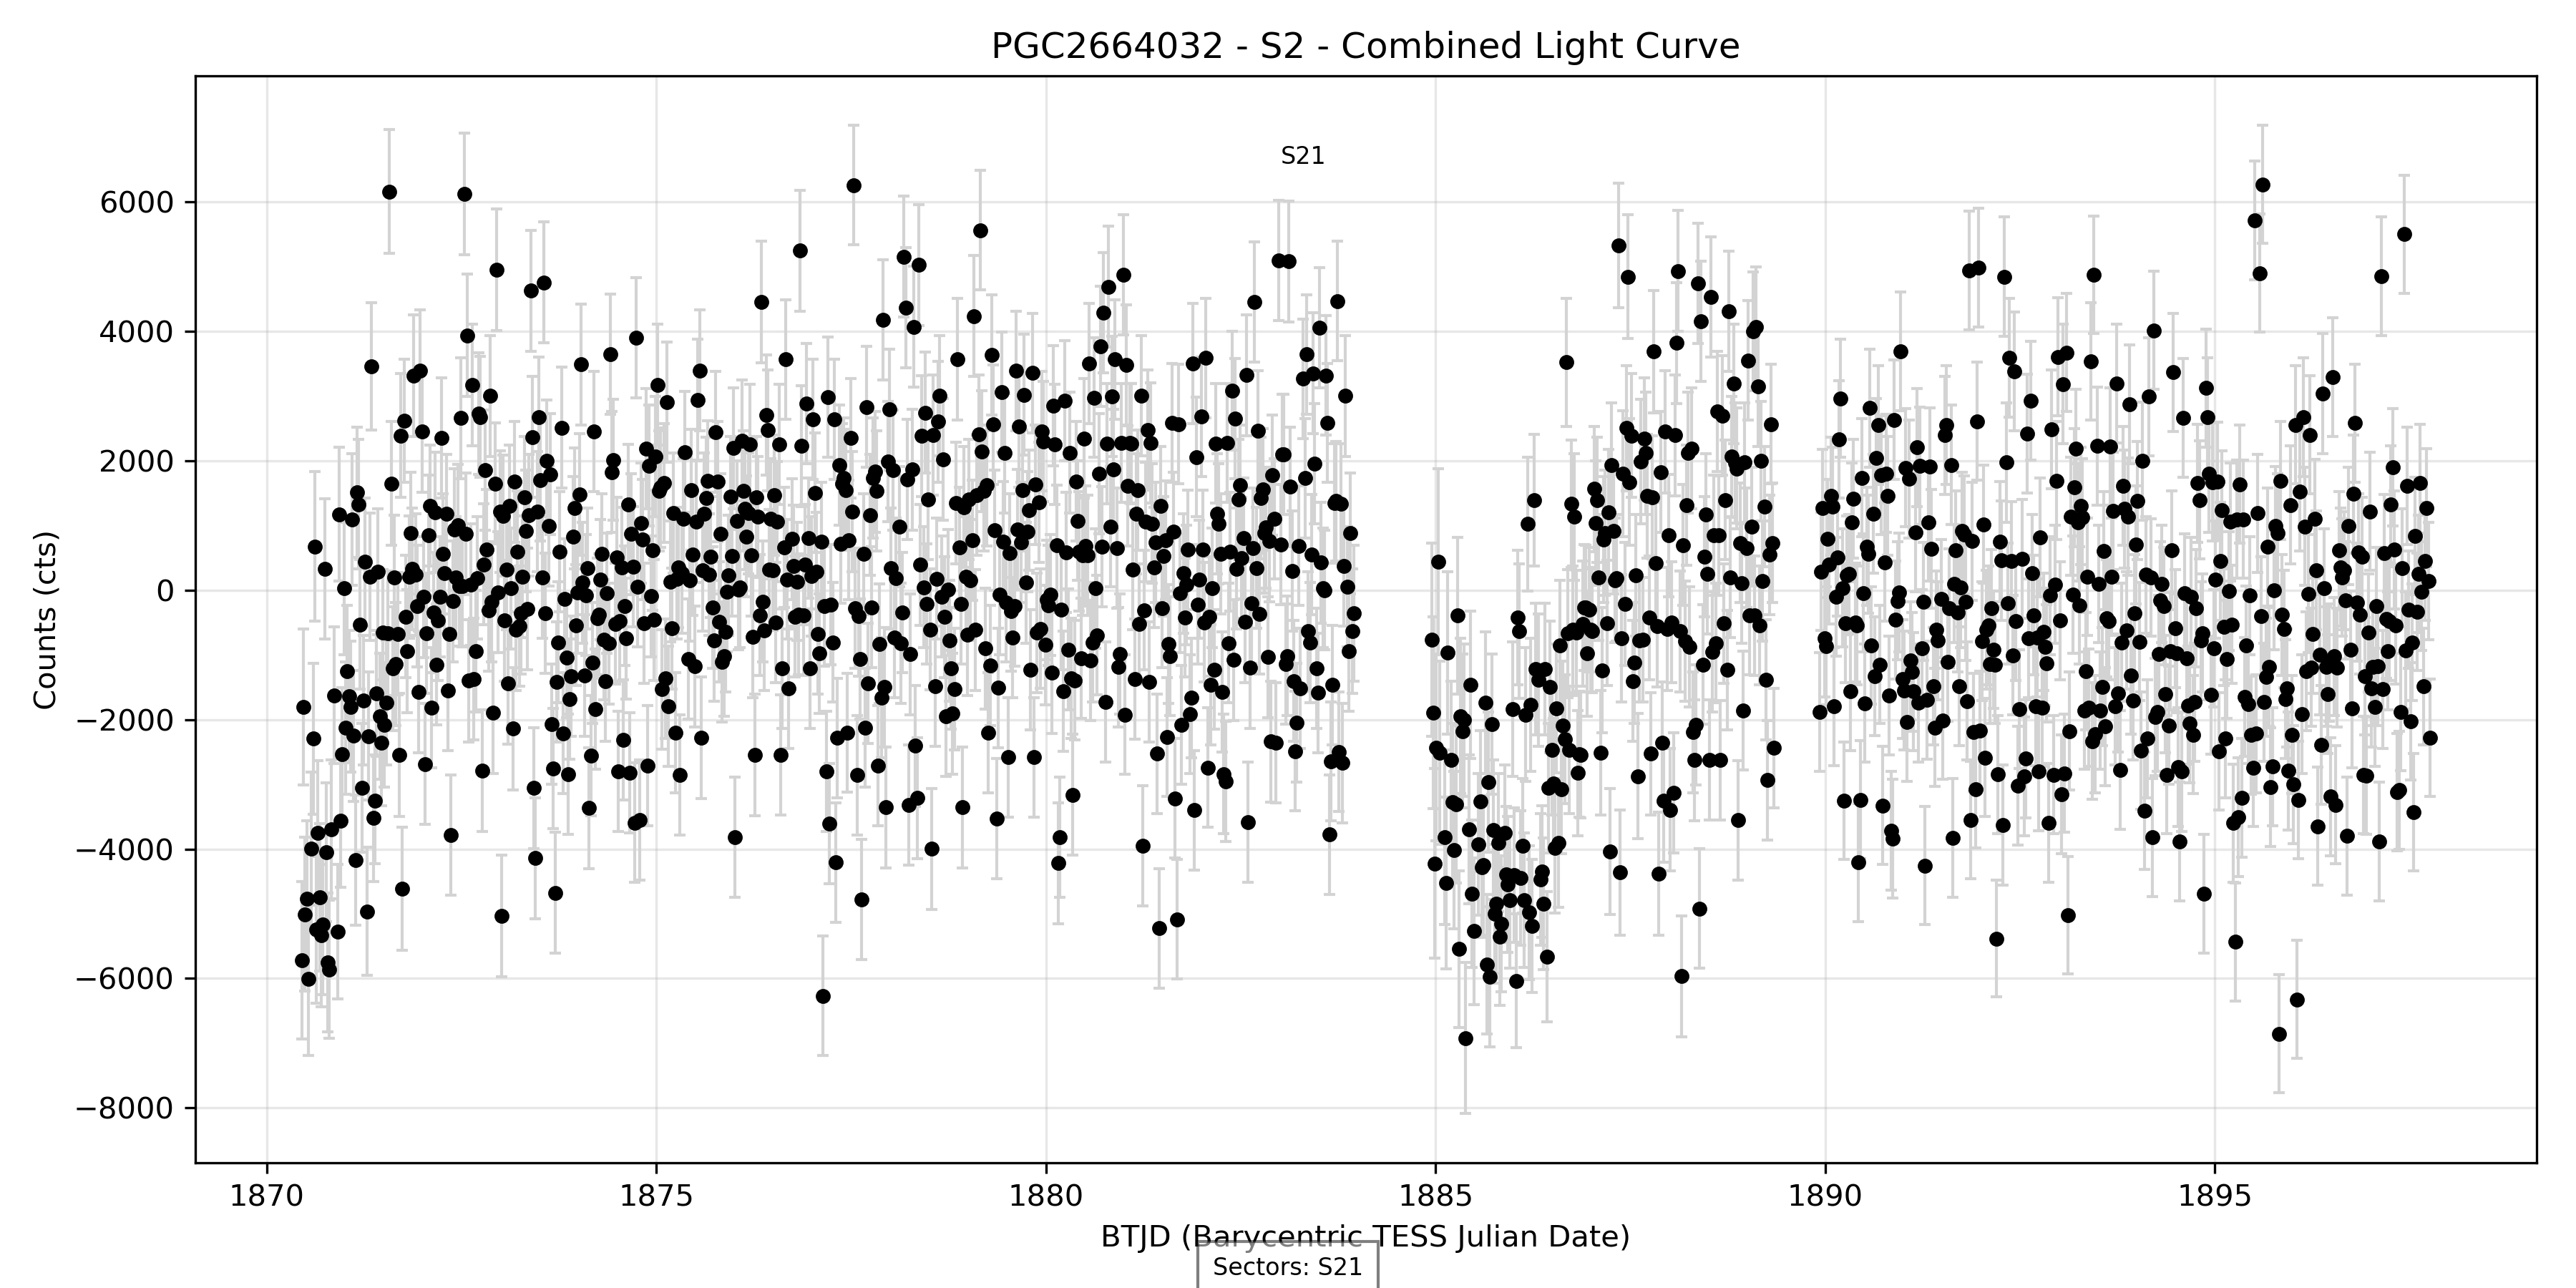 PGC2664032 - S2 - Combined Light Curve
S21
6000
4000
2000
0
−2000
−4000
−6000
−8000
Counts (cts)
1870 1875 1880 1885 1890 1895
BTJD (Barycentric TESS Julian Date)
Sectors: S21